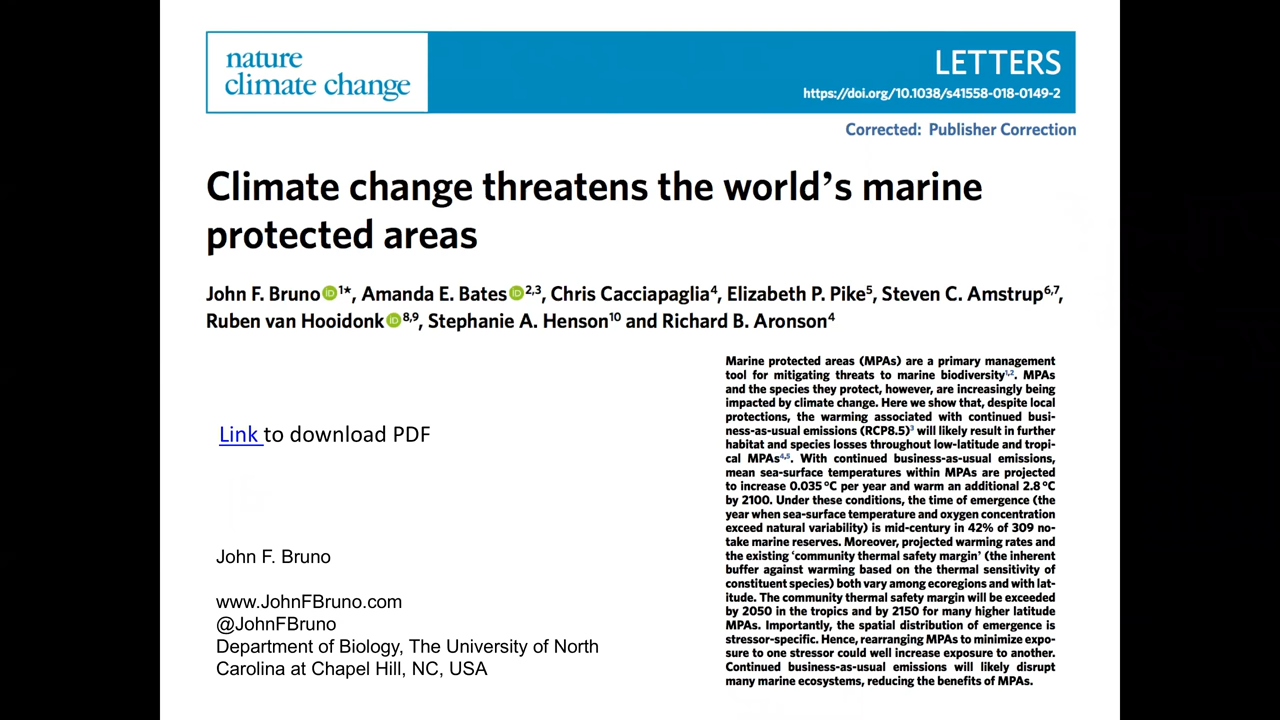 nature
climate change
LETTERS
https://doi.org/10.1038/s41558-018-0149-2
Corrected: Publisher Correction
Climate change threatens the world's marine
protected areas
John F. Bruno iD 1*, Amanda E. Bates iD 2,3, Chris Cacciapaglia4, Elizabeth P. Pike5, Steven C. Amstrup6,7,
Ruben van Hooidonk iD 8,9, Stephanie A. Henson10 and Richard B. Aronson4
Link to download PDF
John F. Bruno
www.JohnFBruno.com
@JohnFBruno
Department of Biology, The University of North
Carolina at Chapel Hill, NC, USA
Marine protected areas (MPAs) are a primary management
tool for mitigating threats to marine biodiversity1,2. MPAs
and the species they protect, however, are increasingly being
impacted by climate change. Here we show that, despite local
protections, the warming associated with continued busi-
ness-as-usual emissions (RCP8.5)3 will likely result in further
habitat and species losses throughout low-latitude and tropi-
cal MPAs4,5. With continued business-as-usual emissions,
mean sea-surface temperatures within MPAs are projected
to increase 0.035 °C per year and warm an additional 2.8 °C
by 2100. Under these conditions, the time of emergence (the
year when sea-surface temperature and oxygen concentration
exceed natural variability) is mid-century in 42% of 309 no-
take marine reserves. Moreover, projected warming rates and
the existing 'community thermal safety margin' (the inherent
buffer against warming based on the thermal sensitivity of
constituent species) both vary among ecoregions and with lat-
itude. The community thermal safety margin will be exceeded
by 2050 in the tropics and by 2150 for many higher latitude
MPAs. Importantly, the spatial distribution of emergence is
stressor-specific. Hence, rearranging MPAs to minimize expo-
sure to one stressor could well increase exposure to another.
Continued business-as-usual emissions will likely disrupt
many marine ecosystems, reducing the benefits of MPAs.